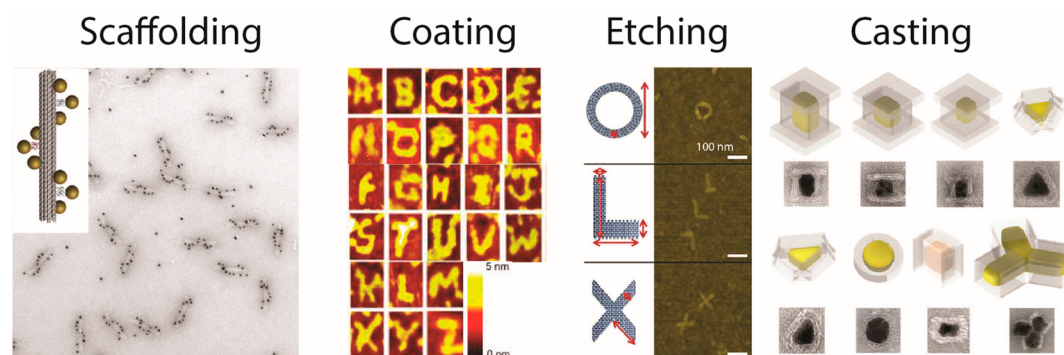 Scaffolding
Coating
Etching
Casting
A B C D E
N O P Q R
F G H I J
S T U V W
K L M
X Y Z
5 nm
0 nm
100 nm